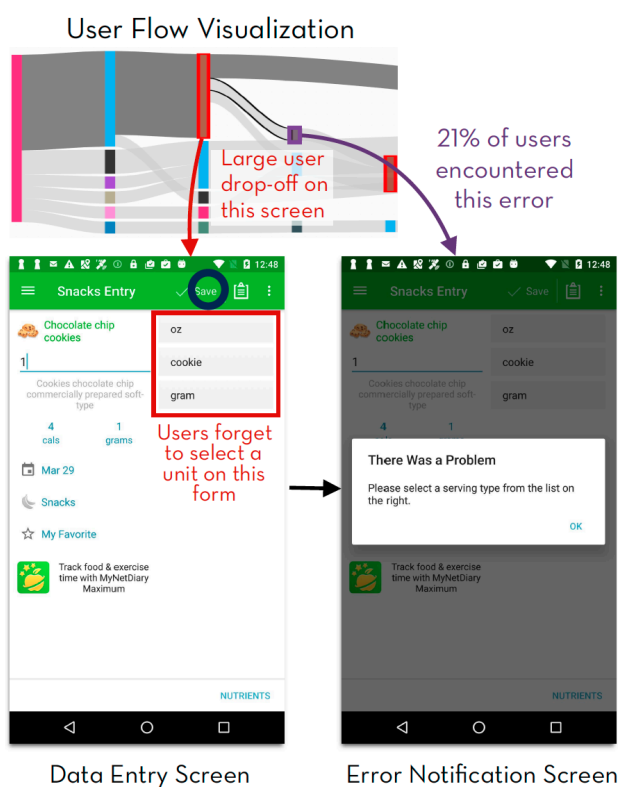 User Flow Visualization
Large user
drop-off on
this screen
21% of users
encountered
this error
12:48
Snacks Entry
Save
Chocolate chip
cookies
1
Cookies chocolate chip
commercially prepared soft-
type
4
cals
1
grams
Mar 29
Snacks
My Favorite
Track food & exercise
time with MyNetDiary
Maximum
NUTRIENTS
oz
cookie
gram
Users forget
to select a
unit on this
form
Data Entry Screen
12:48
Snacks Entry
Save
Chocolate chip
cookies
1
Cookies chocolate chip
commercially prepared soft-
type
4
1
oz
cookie
gram
There Was a Problem
Please select a serving type from the list on
the right.
OK
Track food & exercise
time with MyNetDiary
Maximum
NUTRIENTS
Error Notification Screen